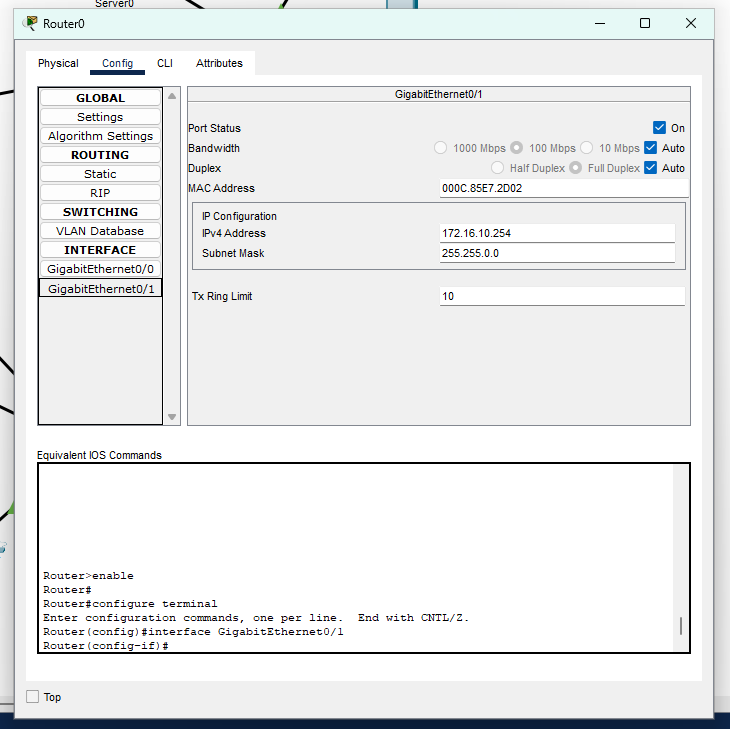 Server0
Router0
Physical Config CLI Attributes
GLOBAL
Settings
Algorithm Settings
ROUTING
Static
RIP
SWITCHING
VLAN Database
INTERFACE
GigabitEthernet0/0
GigabitEthernet0/1
GigabitEthernet0/1
Port Status On
Bandwidth 1000 Mbps 100 Mbps 10 Mbps Auto
Duplex Half Duplex Full Duplex Auto
MAC Address 000C.85E7.2D02
IP Configuration
IPv4 Address 172.16.10.254
Subnet Mask 255.255.0.0
Tx Ring Limit 10
Equivalent IOS Commands
Router>enable
Router#
Router#configure terminal
Enter configuration commands, one per line.  End with CNTL/Z.
Router(config)#interface GigabitEthernet0/1
Router(config-if)#
Top